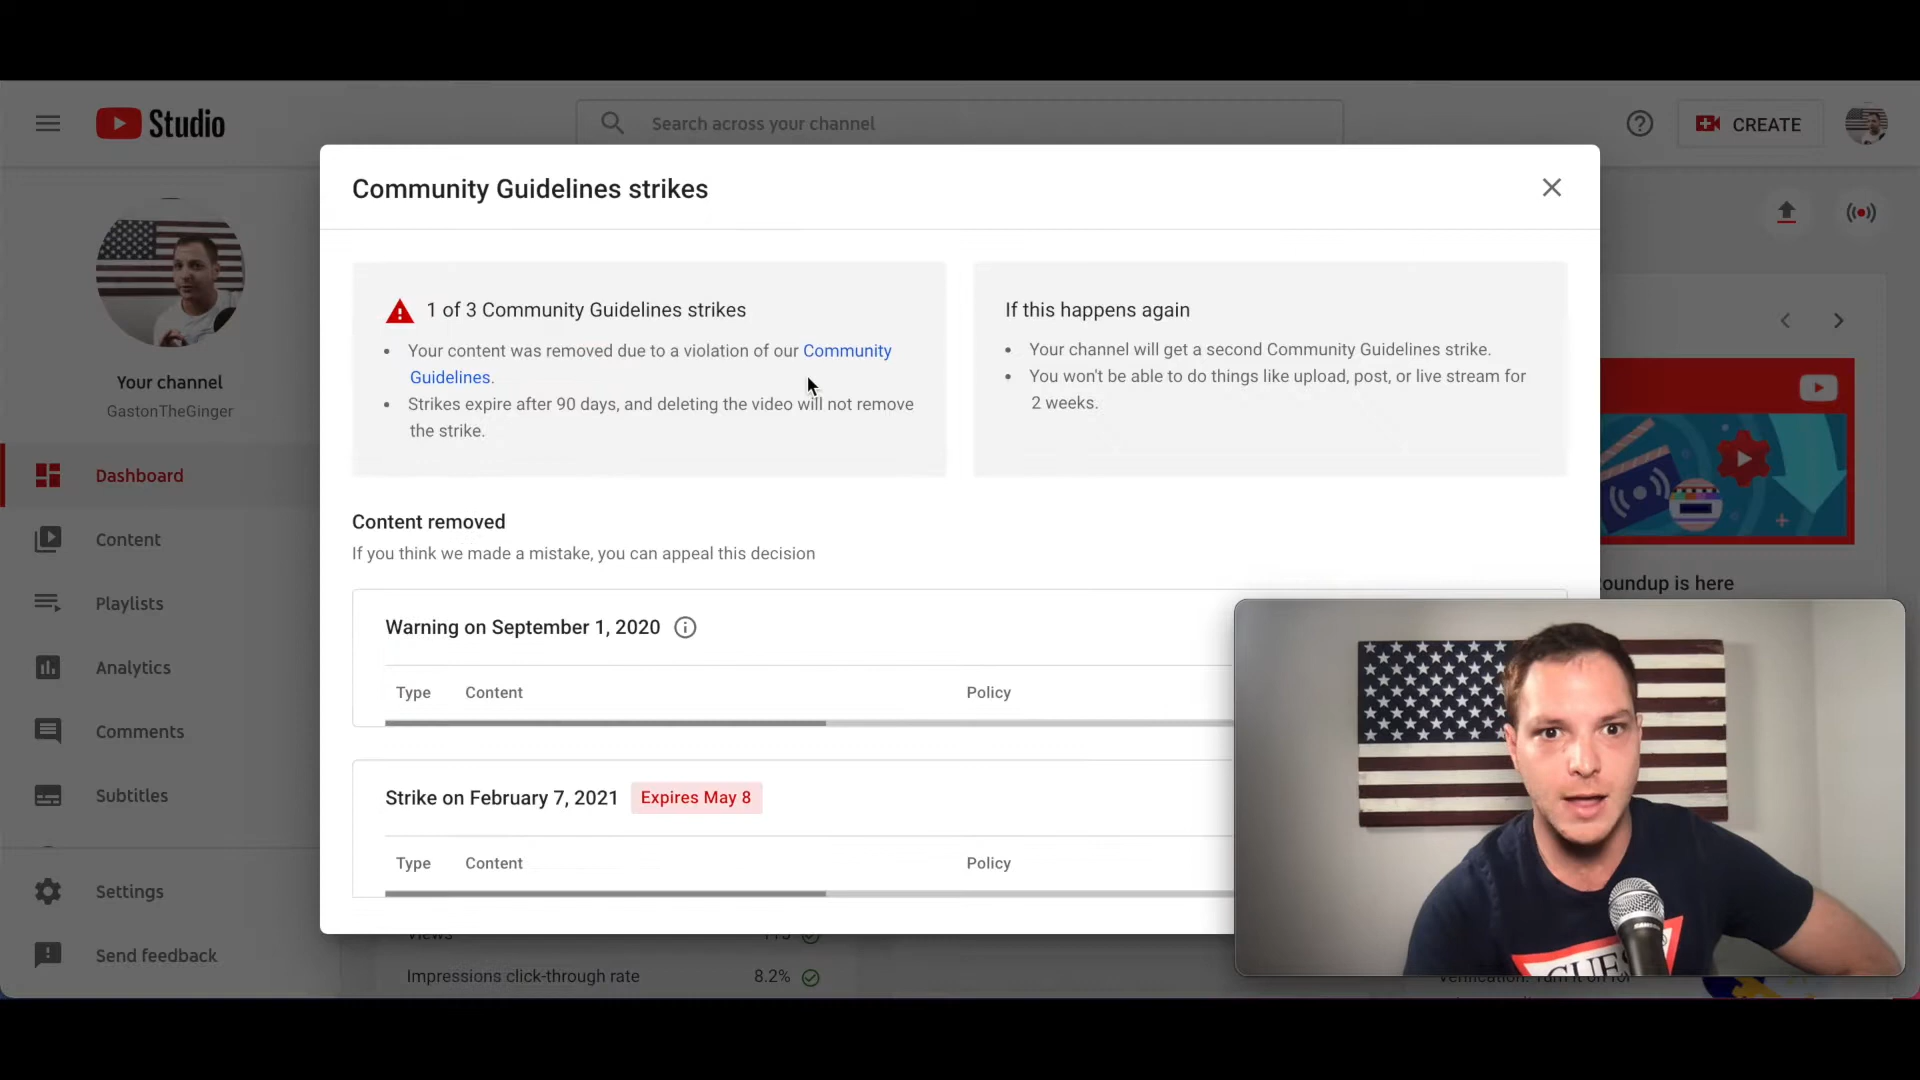 Studio
Search across your channel
CREATE
Community Guidelines strikes
1 of 3 Community Guidelines strikes
Your content was removed due to a violation of our Community
Guidelines.
Strikes expire after 90 days, and deleting the video will not remove
the strike.
If this happens again
Your channel will get a second Community Guidelines strike.
You won't be able to do things like upload, post, or live stream for
2 weeks.
Content removed
If you think we made a mistake, you can appeal this decision
Warning on September 1, 2020
Type Content Policy
Strike on February 7, 2021 Expires May 8
Type Content Policy
Your channel
GastonTheGinger
Dashboard
Content
Playlists
Analytics
Comments
Subtitles
Settings
Send feedback
Views
Impressions click-through rate 8.2%
oundup is here
GUES